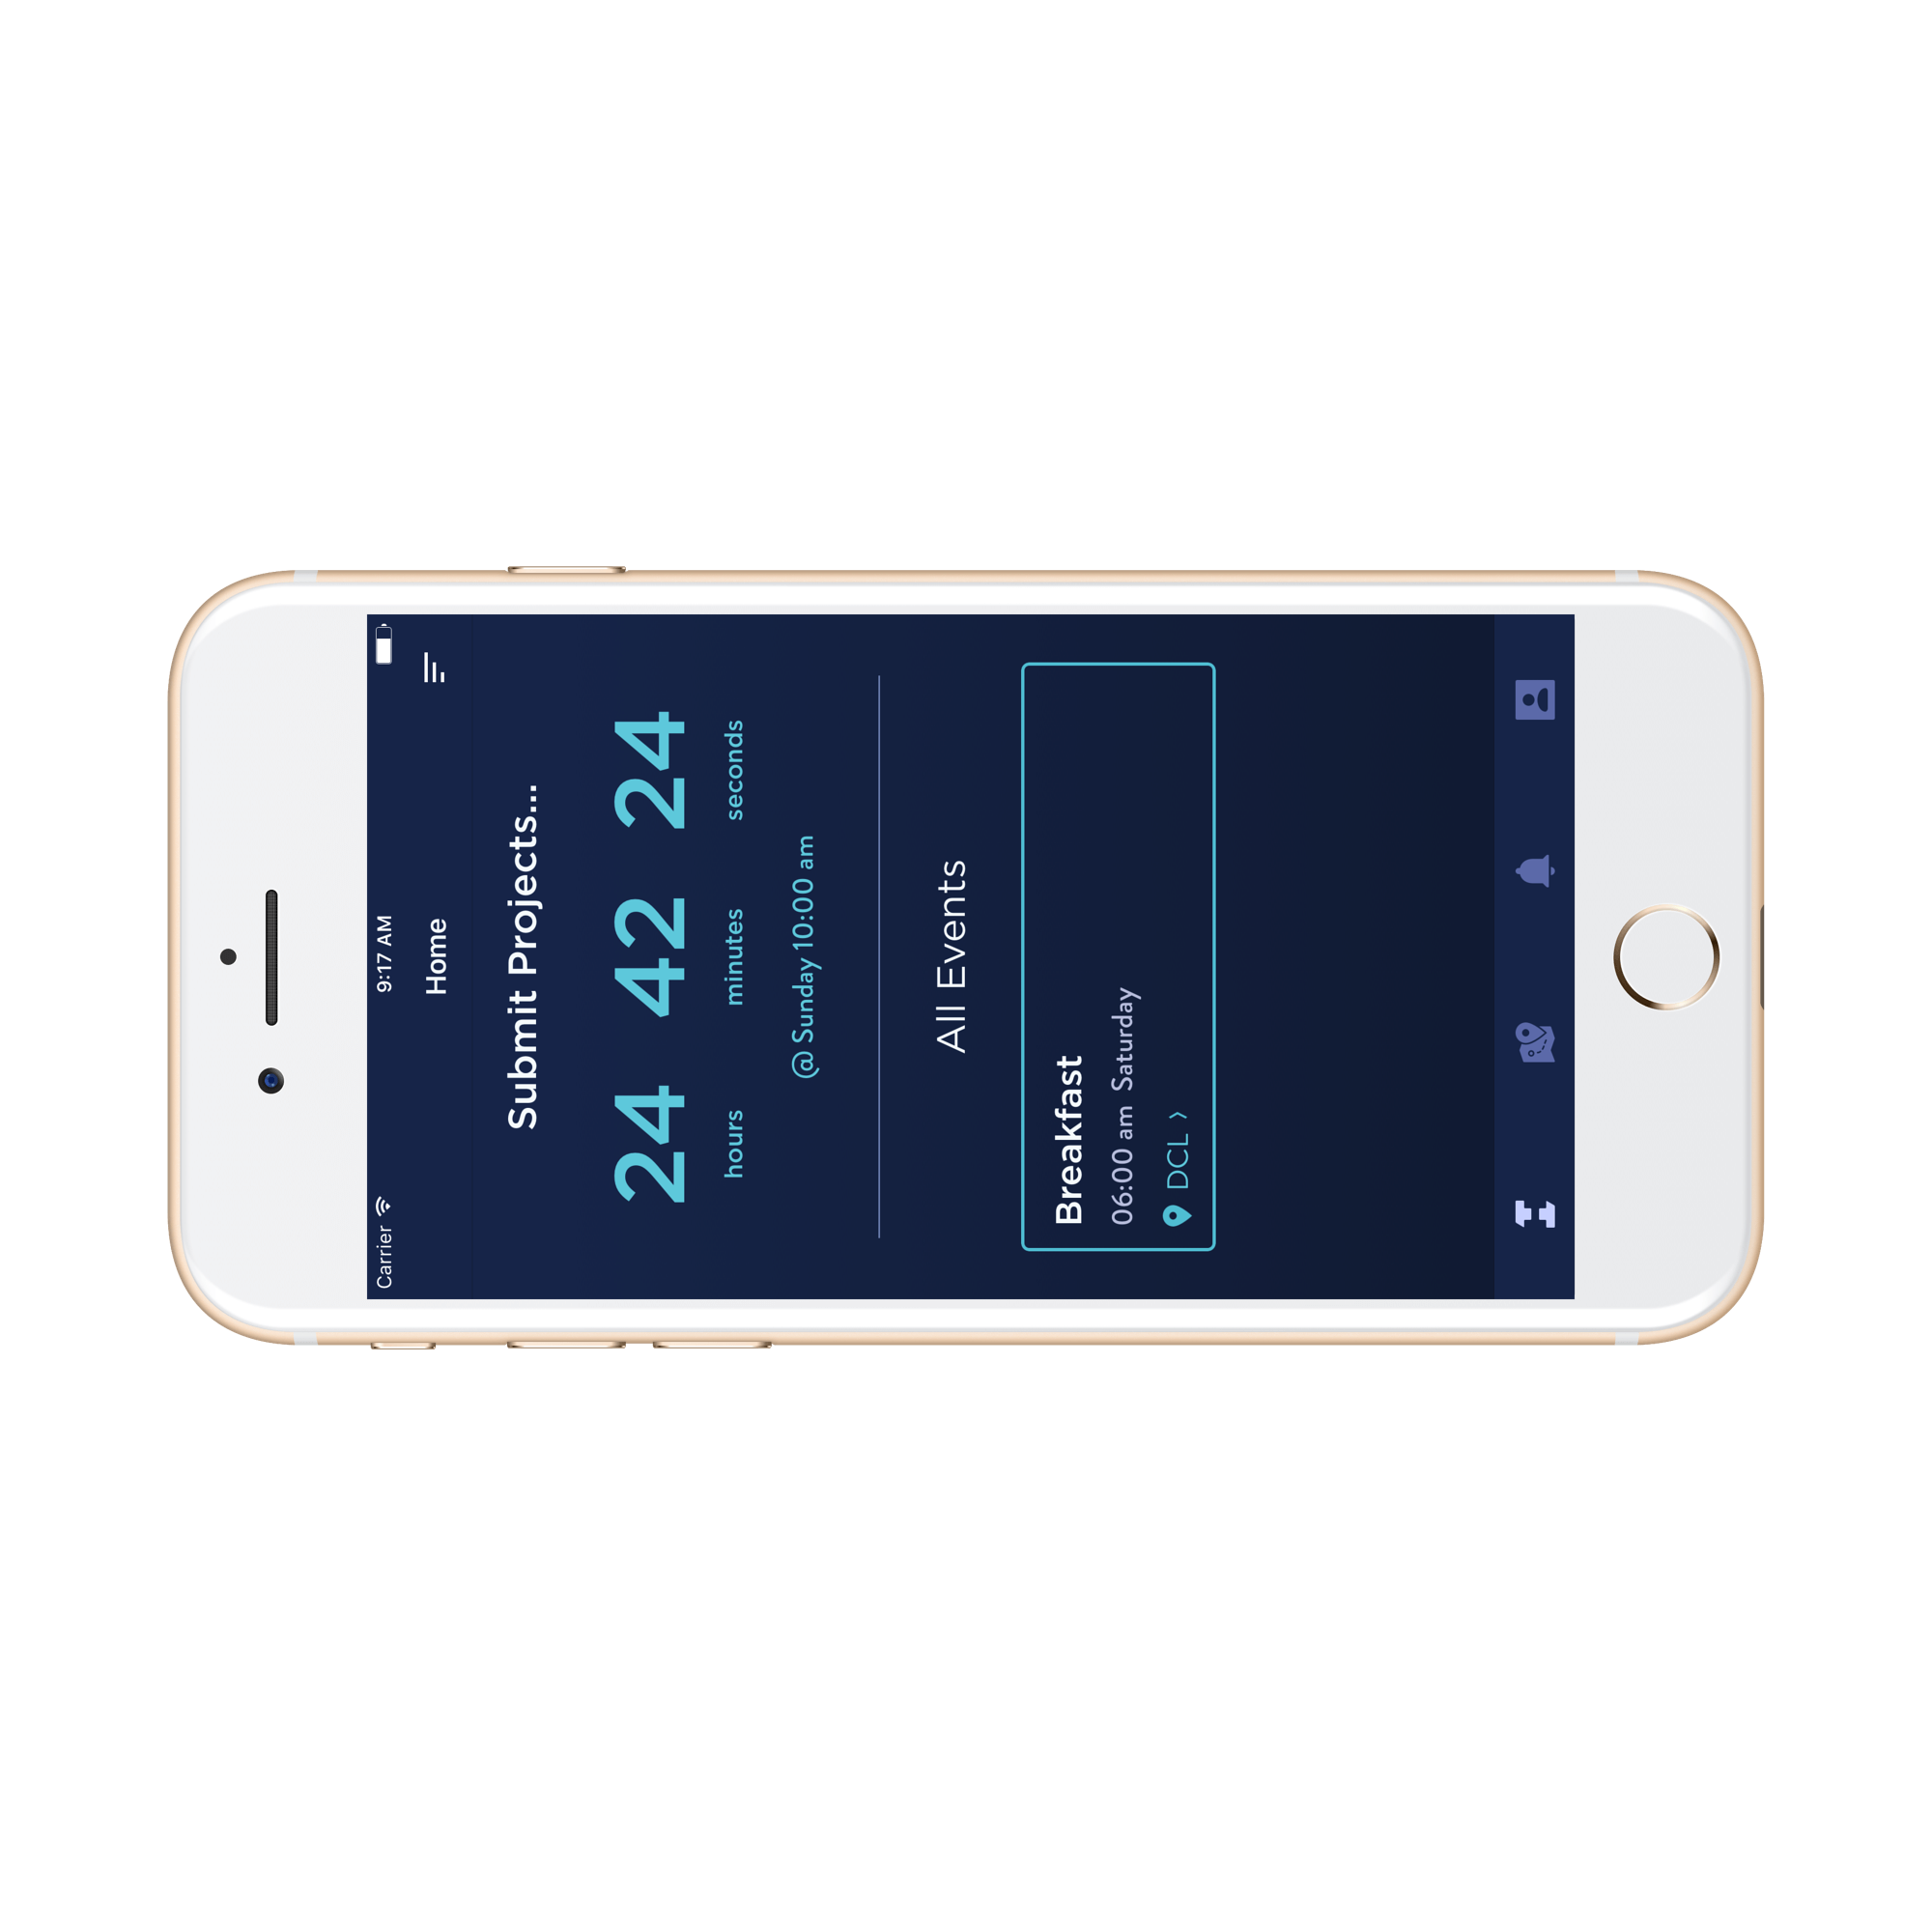 Carrier 9:17 AM
Home
Submit Projects...
24 42 24
hours minutes seconds
@ Sunday 10:00 am
All Events
Breakfast
06:00 am Saturday
DCL >